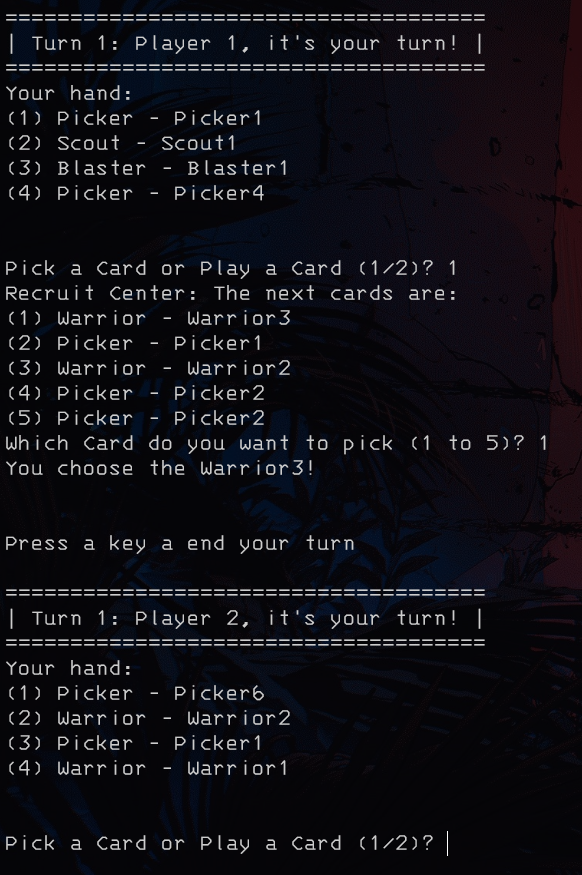 =====================================
| Turn 1: Player 1, it's your turn! |
=====================================
Your hand:
(1) Picker - Picker1
(2) Scout - Scout1
(3) Blaster - Blaster1
(4) Picker - Picker4
Pick a Card or Play a Card (1/2)? 1
Recruit Center: The next cards are:
(1) Warrior - Warrior3
(2) Picker - Picker1
(3) Warrior - Warrior2
(4) Picker - Picker2
(5) Picker - Picker2
Which Card do you want to pick (1 to 5)? 1
You choose the Warrior3!
Press a key a end your turn
=====================================
| Turn 1: Player 2, it's your turn! |
=====================================
Your hand:
(1) Picker - Picker6
(2) Warrior - Warrior2
(3) Picker - Picker1
(4) Warrior - Warrior1
Pick a Card or Play a Card (1/2)?